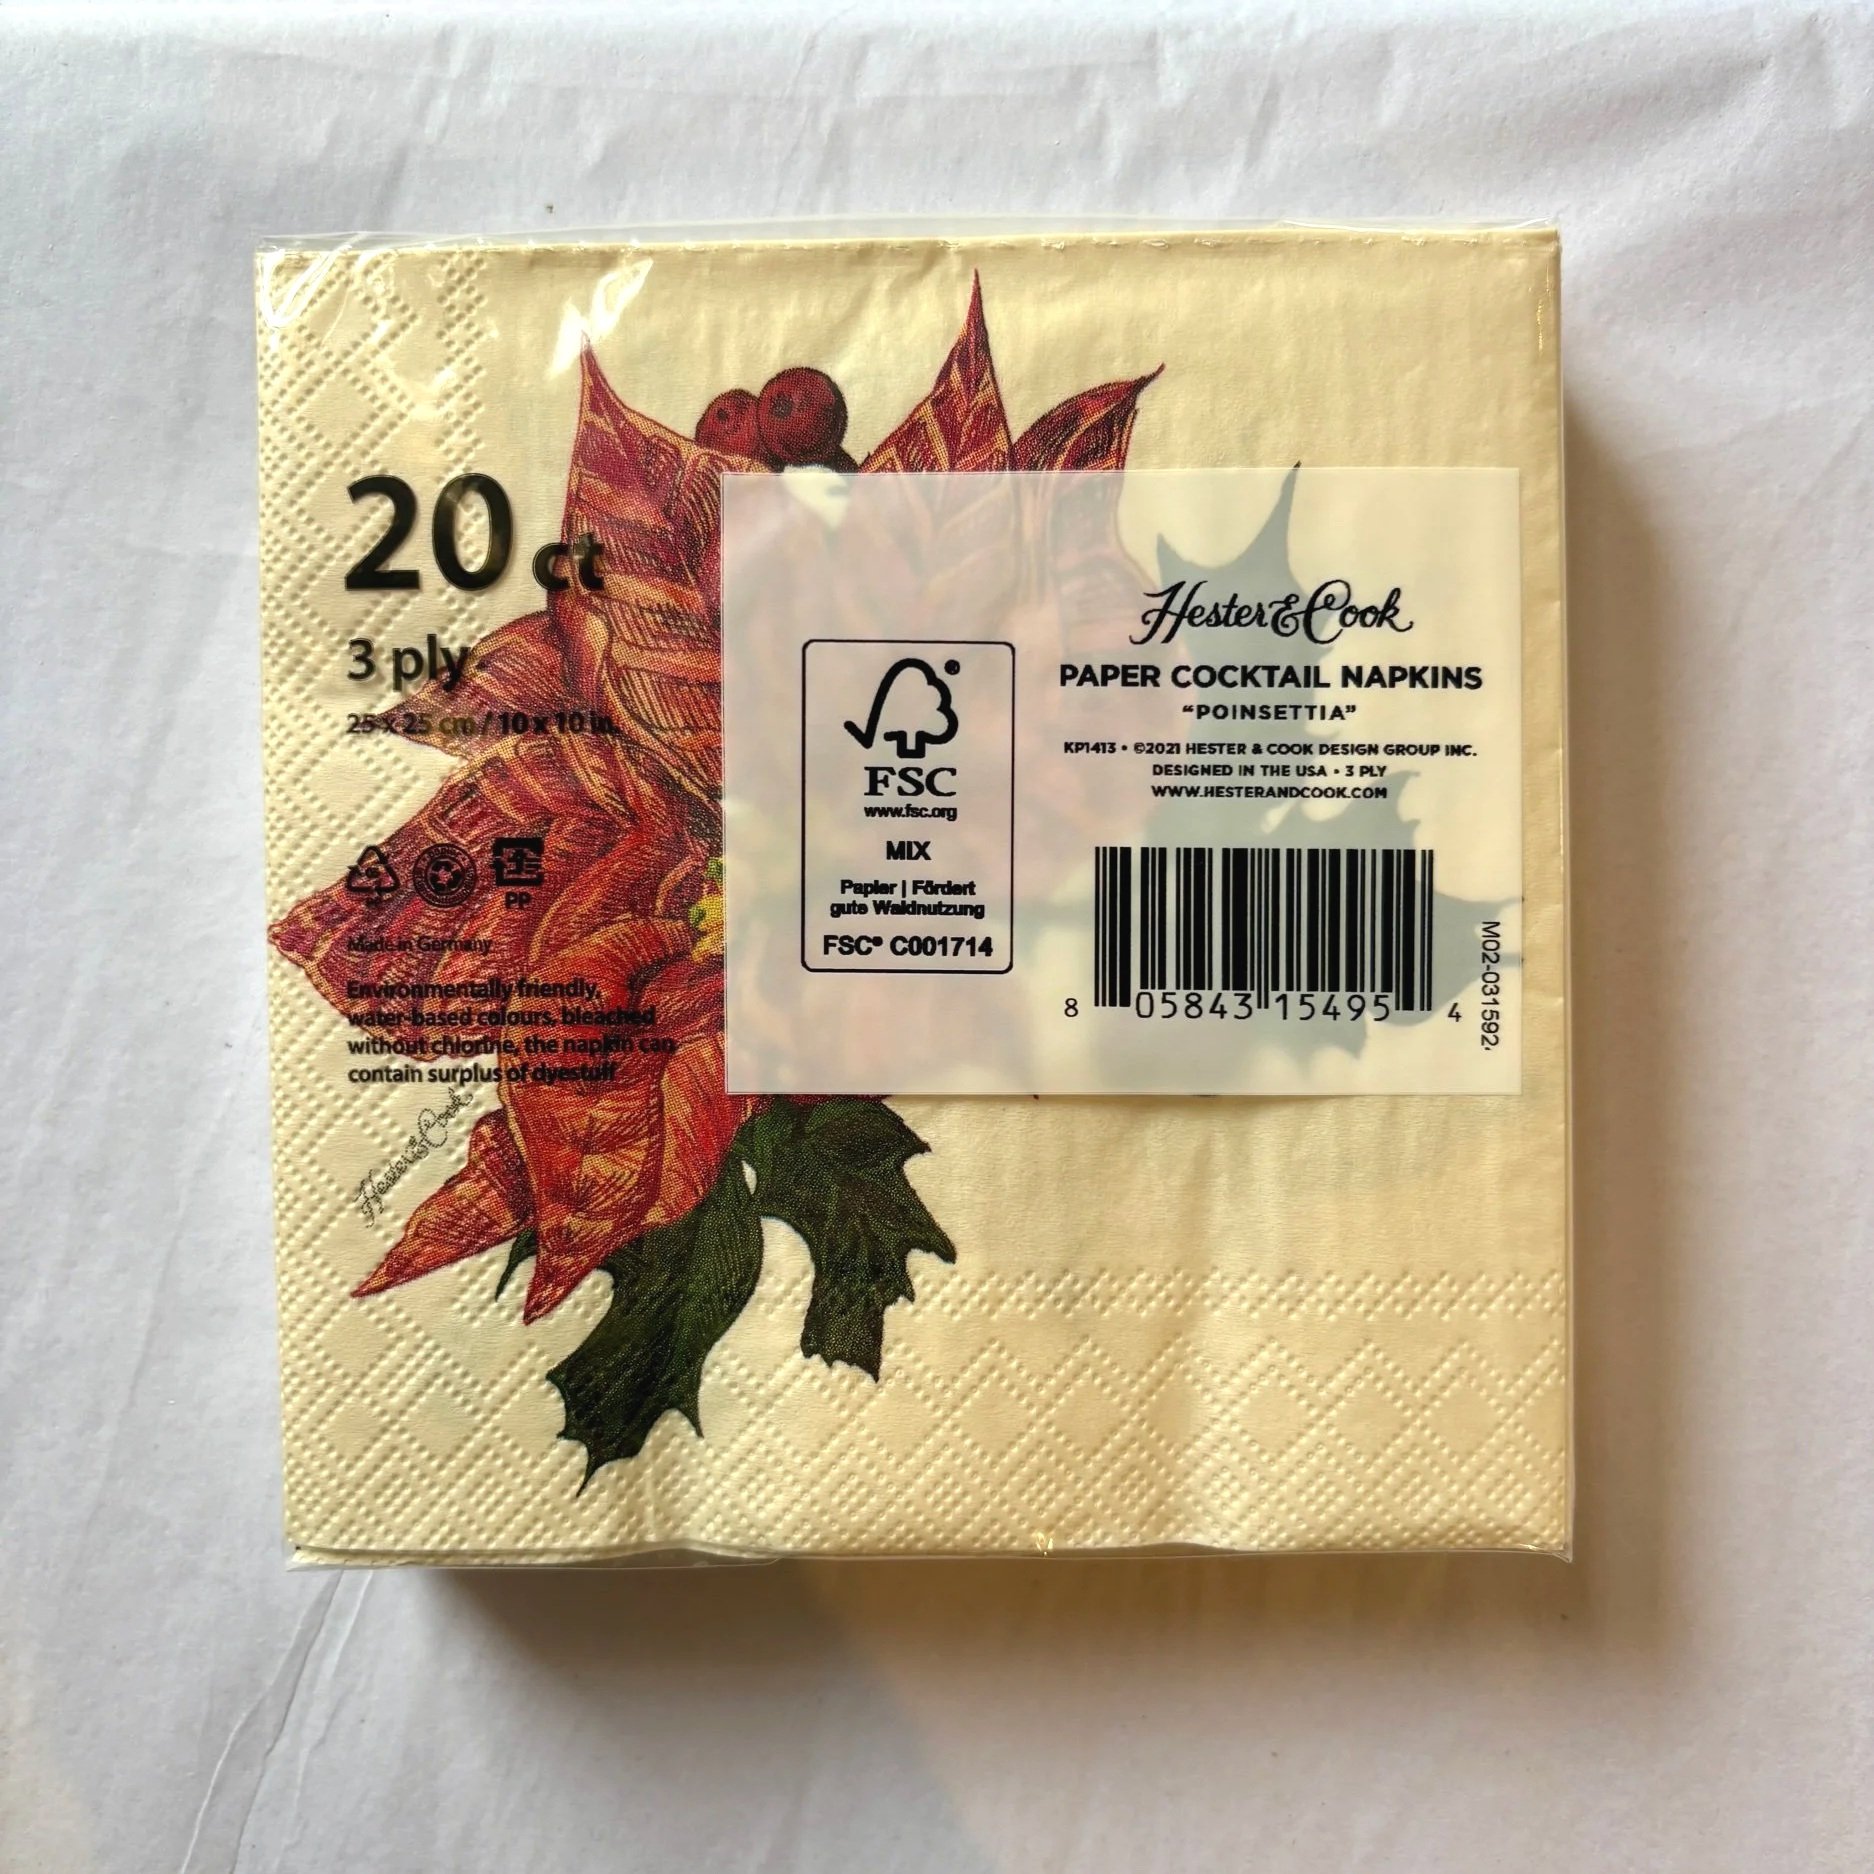 20 ct
3 ply
25 x 25 cm / 10 x 10 in.
PP
Made in Germany
Environmentally friendly,
water-based colours, bleached
without chlorine, the napkin can
contain surplus of dyestuff
Hester & Cook
FSC
www.fsc.org
MIX
Papier | Fördert
gute Waldnutzung
FSC® C001714
Hester & Cook
PAPER COCKTAIL NAPKINS
"POINSETTIA"
KP1413 • ©2021 HESTER & COOK DESIGN GROUP INC.
DESIGNED IN THE USA • 3 PLY
WWW.HESTERANDCOOK.COM
8 05843 15495 4
M02-031592